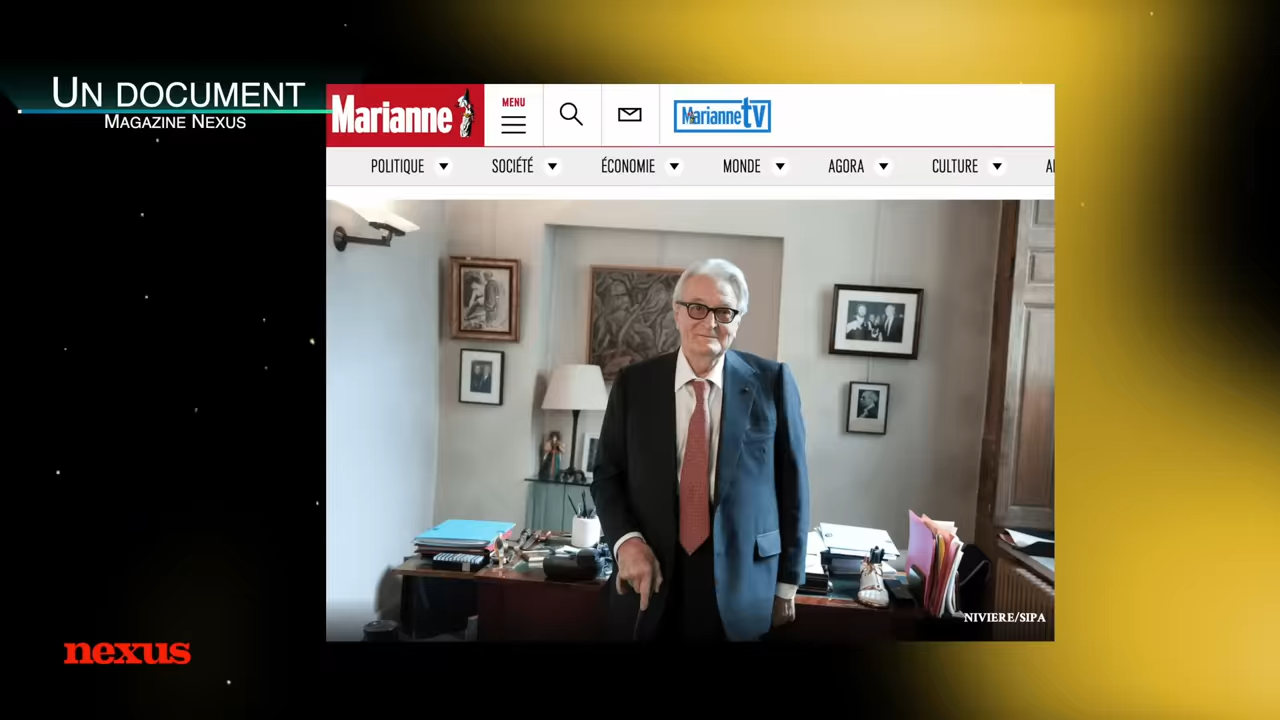 UN DOCUMENT
MAGAZINE NEXUS
Marianne
MENU
MarianneTV
POLITIQUE
SOCIÉTÉ
ÉCONOMIE
MONDE
AGORA
CULTURE
NIVIERE/SIPA
nexus